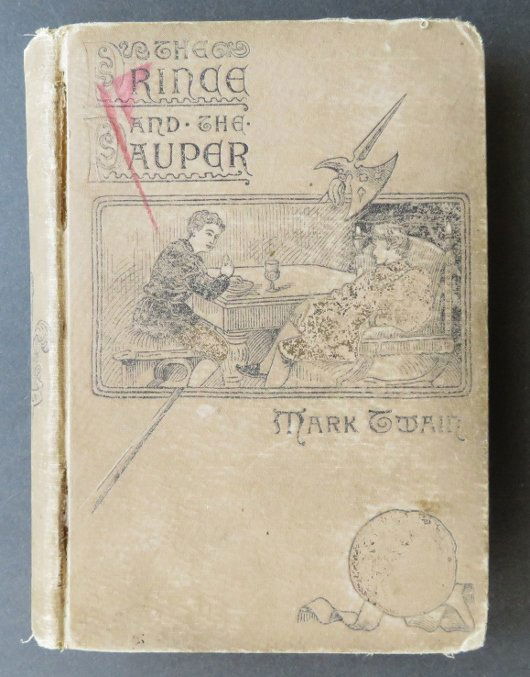 THE
PRINCE
AND · THE ·
PAUPER
MARK TWAIN